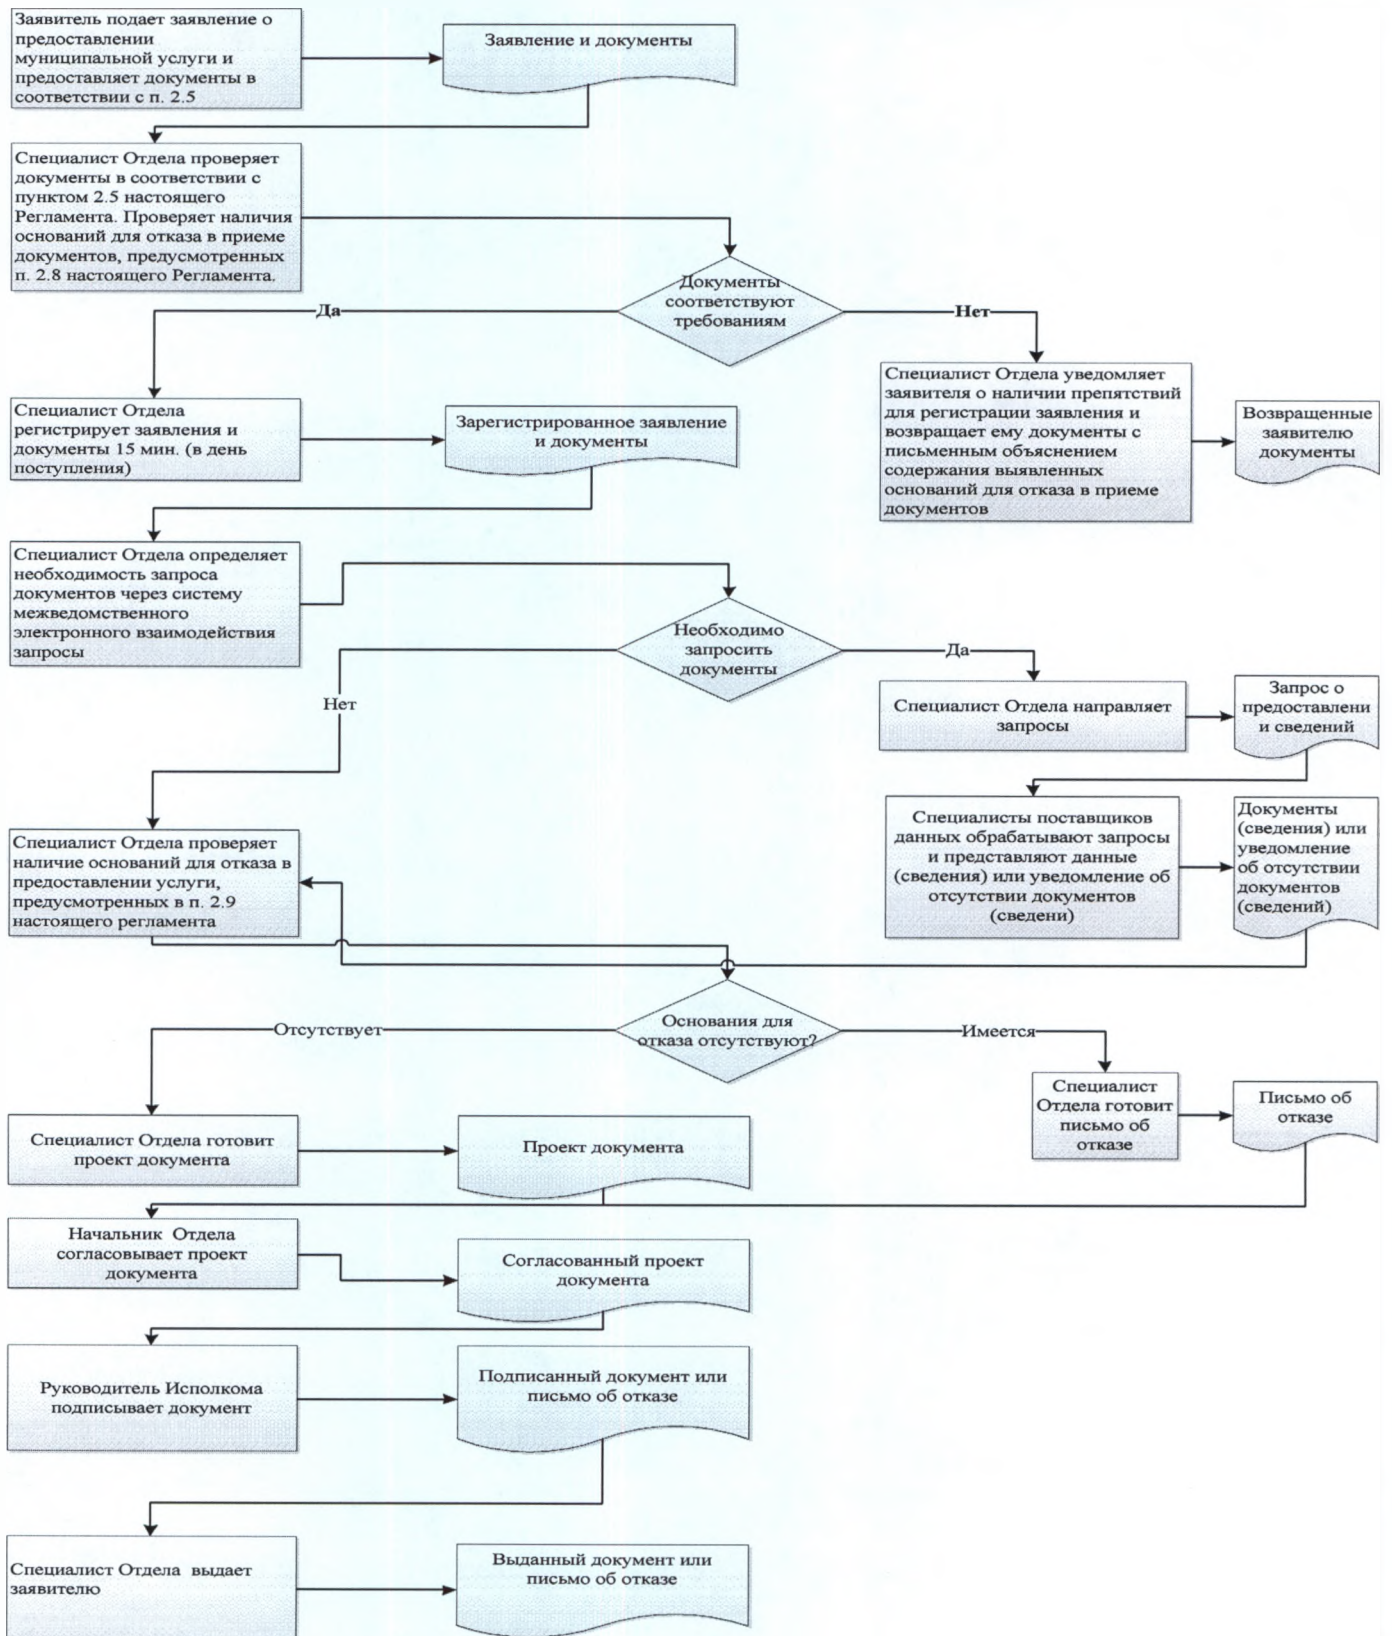 Заявитель подает заявление о
предоставлении
муниципальной услуги и
предоставляет документы в
соответствии с п. 2.5
Заявление и документы
Специалист Отдела проверяет
документы в соответствии с
пунктом 2.5 настоящего
Регламента. Проверяет наличия
оснований для отказа в приеме
документов, предусмотренных
п. 2.8 настоящего Регламента.
Документы
соответствуют
требованиям
Да
Нет
Специалист Отдела
регистрирует заявления и
документы 15 мин. (в день
поступления)
Зарегистрированное заявление
и документы
Специалист Отдела уведомляет
заявителя о наличии препятствий
для регистрации заявления и
возвращает ему документы с
письменным объяснением
содержания выявленных
оснований для отказа в приеме
документов
Возвращенные
заявителю
документы
Специалист Отдела определяет
необходимость запроса
документов через систему
межведомственного
электронного взаимодействия
запросы
Необходимо
запросить
документы
Да
Нет
Специалист Отдела направляет
запросы
Запрос о
предоставлени
и сведений
Специалист Отдела проверяет
наличие оснований для отказа в
предоставлении услуги,
предусмотренных в п. 2.9
настоящего регламента
Специалисты поставщиков
данных обрабатывают запросы
и представляют данные
(сведения) или уведомление об
отсутствии документов
(сведени)
Документы
(сведения) или
уведомление
об отсутствии
документов
(сведений)
Основания для
отказа отсутствуют?
Отсутствует
Имеется
Специалист
Отдела готовит
письмо об
отказе
Письмо об
отказе
Специалист Отдела готовит
проект документа
Проект документа
Начальник Отдела
согласовывает проект
документа
Согласованный проект
документа
Руководитель Исполкома
подписывает документ
Подписанный документ или
письмо об отказе
Специалист Отдела выдает
заявителю
Выданный документ или
письмо об отказе